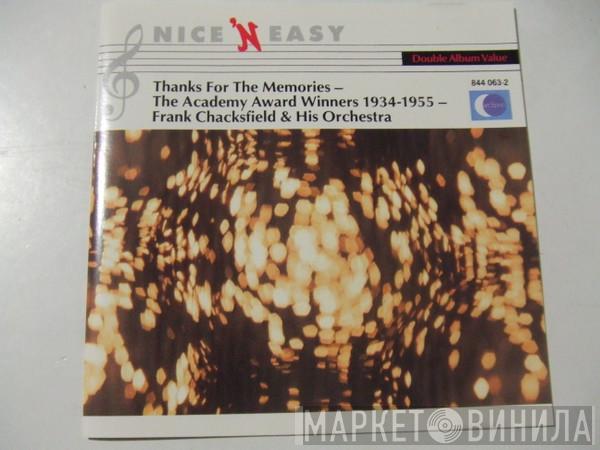 NICE 'N EASY
Double Album Value
844 063-2
Thanks For The Memories –
The Academy Award Winners 1934-1955 –
Frank Chacksfield & His Orchestra
МАРКЕТ ВИНИЛА